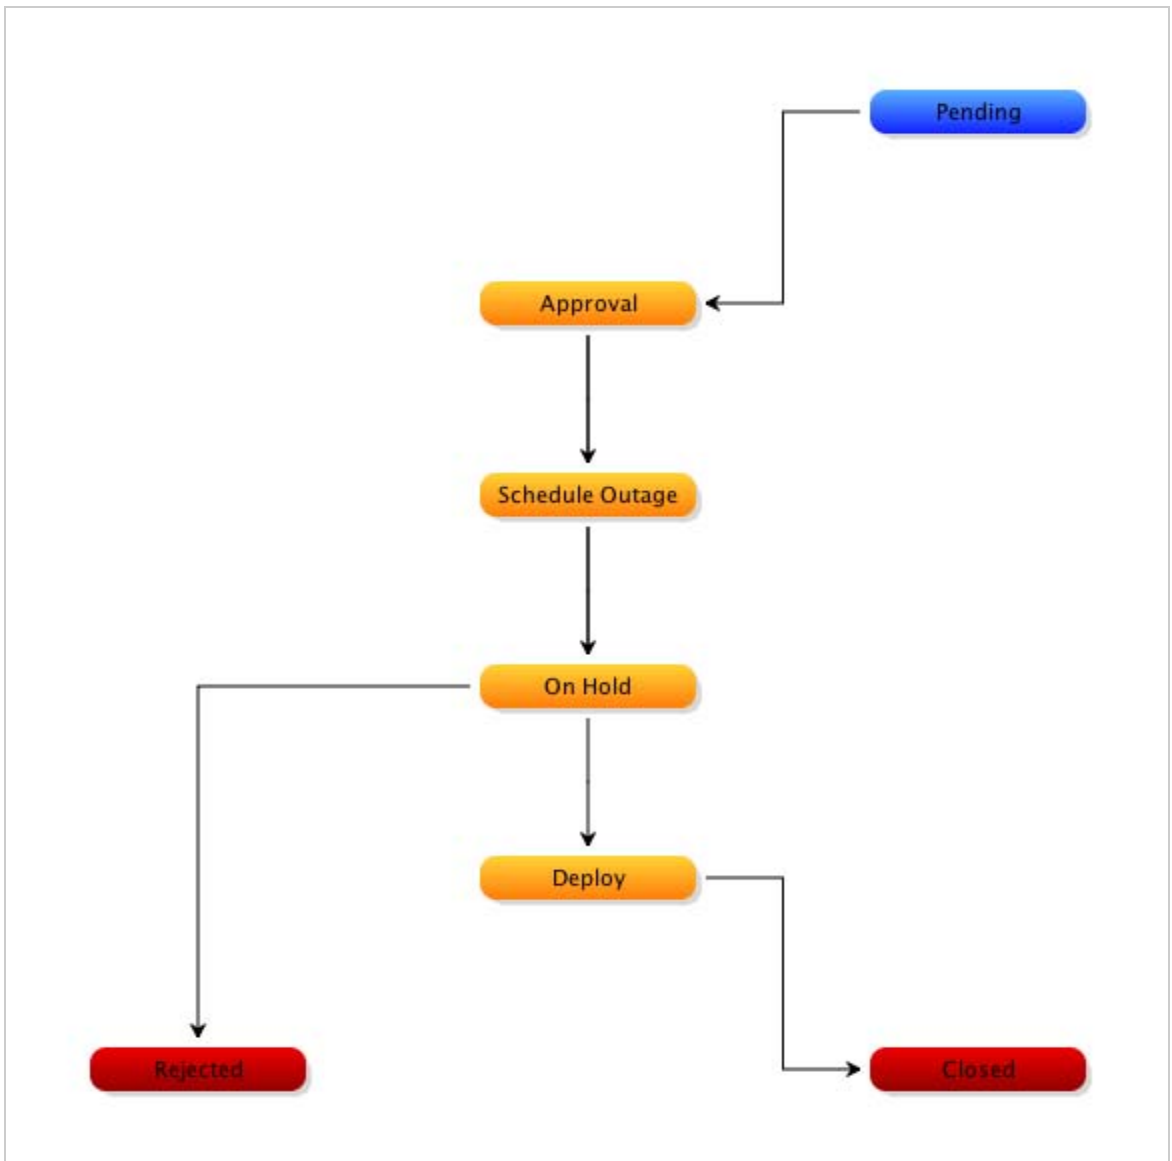 Pending
Approval
Schedule Outage
On Hold
Deploy
Rejected
Closed